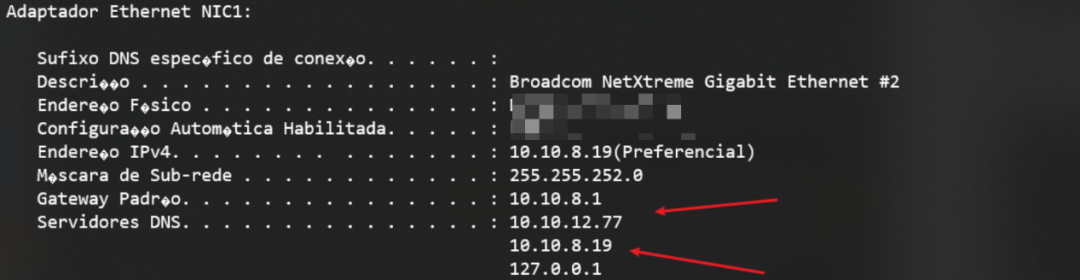 Adaptador Ethernet NIC1:
Sufixo DNS espec�fico de conex�o. . . . . . :
Descri��o . . . . . . . . . . . . . . . : Broadcom NetXtreme Gigabit Ethernet #2
Endere�o F�sico . . . . . . . . . . . . :
Configura��o Autom�tica Habilitada. . . . . :
Endere�o IPv4. . . . . . . . . . . . . . : 10.10.8.19(Preferencial)
M�scara de Sub-rede . . . . . . . . . . . : 255.255.252.0
Gateway Padr�o. . . . . . . . . . . . . . : 10.10.8.1
Servidores DNS. . . . . . . . . . . . . . : 10.10.12.77
10.10.8.19
127.0.0.1